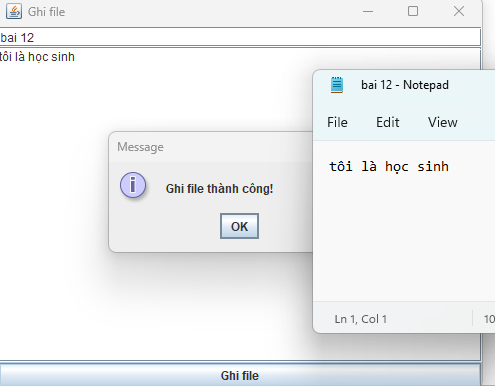 Ghi file
bai 12
tôi là học sinh
Message
Ghi file thành công!
OK
bai 12 - Notepad
File Edit View
tôi là học sinh
Ln 1, Col 1
10
Ghi file